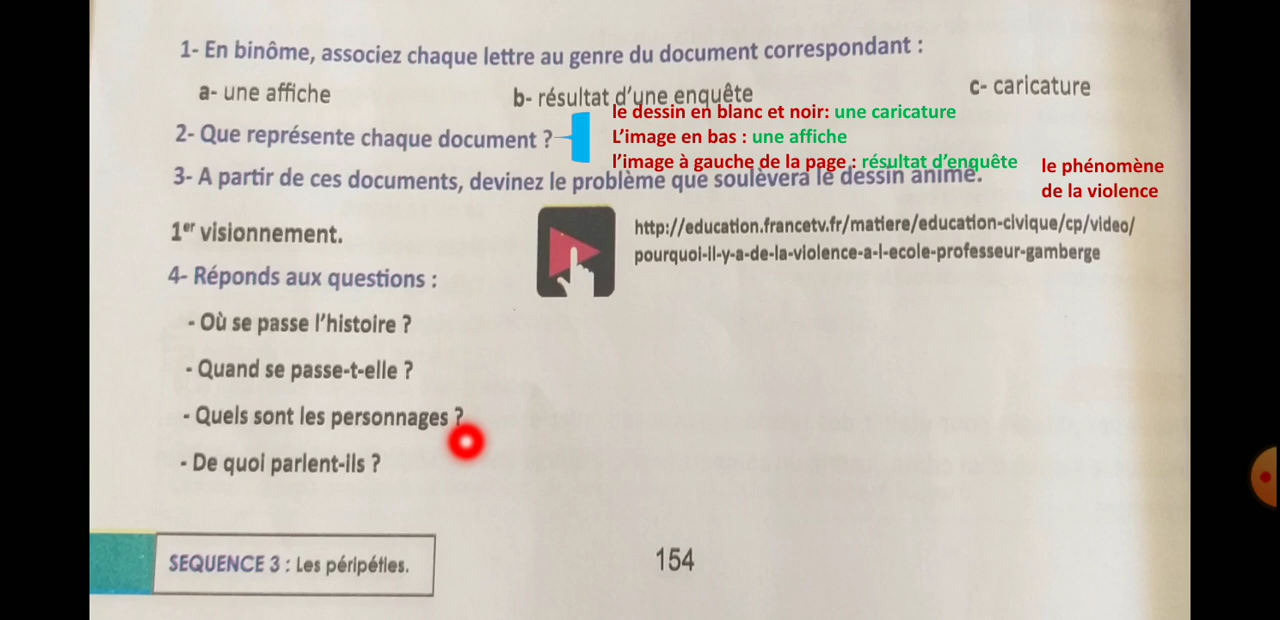 1- En binôme, associez chaque lettre au genre du document correspondant :
a- une affiche b- résultat d'une enquête c- caricature
le dessin en blanc et noir: une caricature
2- Que représente chaque document ?
L'image en bas : une affiche
l'image à gauche de la page : résultat d'enquête
le phénomène
de la violence
3- A partir de ces documents, devinez le problème que soulèvera le dessin animé.
1er visionnement.
http://education.francetv.fr/matiere/education-civique/cp/video/
pourquoi-il-y-a-de-la-violence-a-l-ecole-professeur-gamberge
4- Réponds aux questions :
- Où se passe l'histoire ?
- Quand se passe-t-elle ?
- Quels sont les personnages ?
- De quoi parlent-ils ?
SEQUENCE 3 : Les péripéties.
154